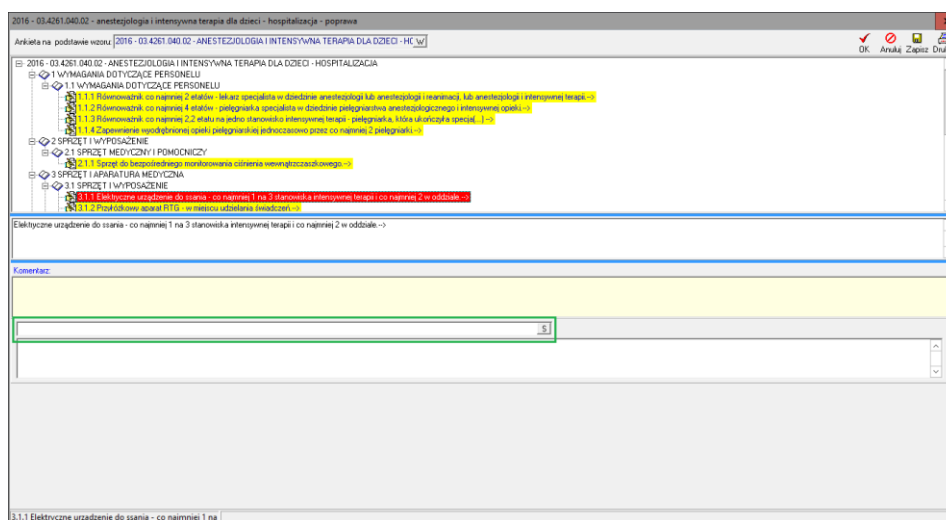 2016 - 03.4261.040.02 - anestezjologia i intensywna terapia dla dzieci - hospitalizacja - poprawa
Ankieta na podstawie wzoru: 2016 - 03.4261.040.02 - ANESTEZJOLOGIA I INTENSYWNA TERAPIA DLA DZIECI - HC W
OK Anuluj Zapisz Druk
2016 - 03.4261.040.02 - ANESTEZJOLOGIA I INTENSYWNA TERAPIA DLA DZIECI - HOSPITALIZACJA
1 WYMAGANIA DOTYCZĄCE PERSONELU
1.1 WYMAGANIA DOTYCZĄCE PERSONELU
1.1.1 Równoważnik co najmniej 2 etatów - lekarz specjalista w dziedzinie anestezjologii lub anestezjologii i reanimacji, lub anestezjologii i intensywnej terapii.-->
1.1.2 Równoważnik co najmniej 4 etatów - pielęgniarka specjalista w dziedzinie pielęgniarstwa anestezjologicznego i intensywnej opieki.-->
1.1.3 Równoważnik co najmniej 2,2 etatu na jedno stanowisko intensywnej terapii - pielęgniarka, która ukończyła specjal(...)-->
1.1.4 Zapewnienie wyodrębnionej opieki pielęgniarskiej jednoczasowo przez co najmniej 2 pielęgniarki.-->
2 SPRZĘT I WYPOSAŻENIE
2.1 SPRZĘT MEDYCZNY I POMOCNICZY
2.1.1 Sprzęt do bezpośredniego monitorowania ciśnienia wewnątrzczaszkowego.-->
3 SPRZĘT I APARATURA MEDYCZNA
3.1 SPRZĘT I WYPOSAŻENIE
3.1.1 Elektryczne urządzenie do ssania - co najmniej 1 na 3 stanowiska intensywnej terapii i co najmniej 2 w oddziale.-->
3.1.2 Przyłóżkowy aparat RTG - w miejscu udzielania świadczeń.-->
Elektryczne urządzenie do ssania - co najmniej 1 na 3 stanowiska intensywnej terapii i co najmniej 2 w oddziale.-->
Komentarz:
S
3.1.1 Elektryczne urządzenie do ssania - co najmniej 1 na